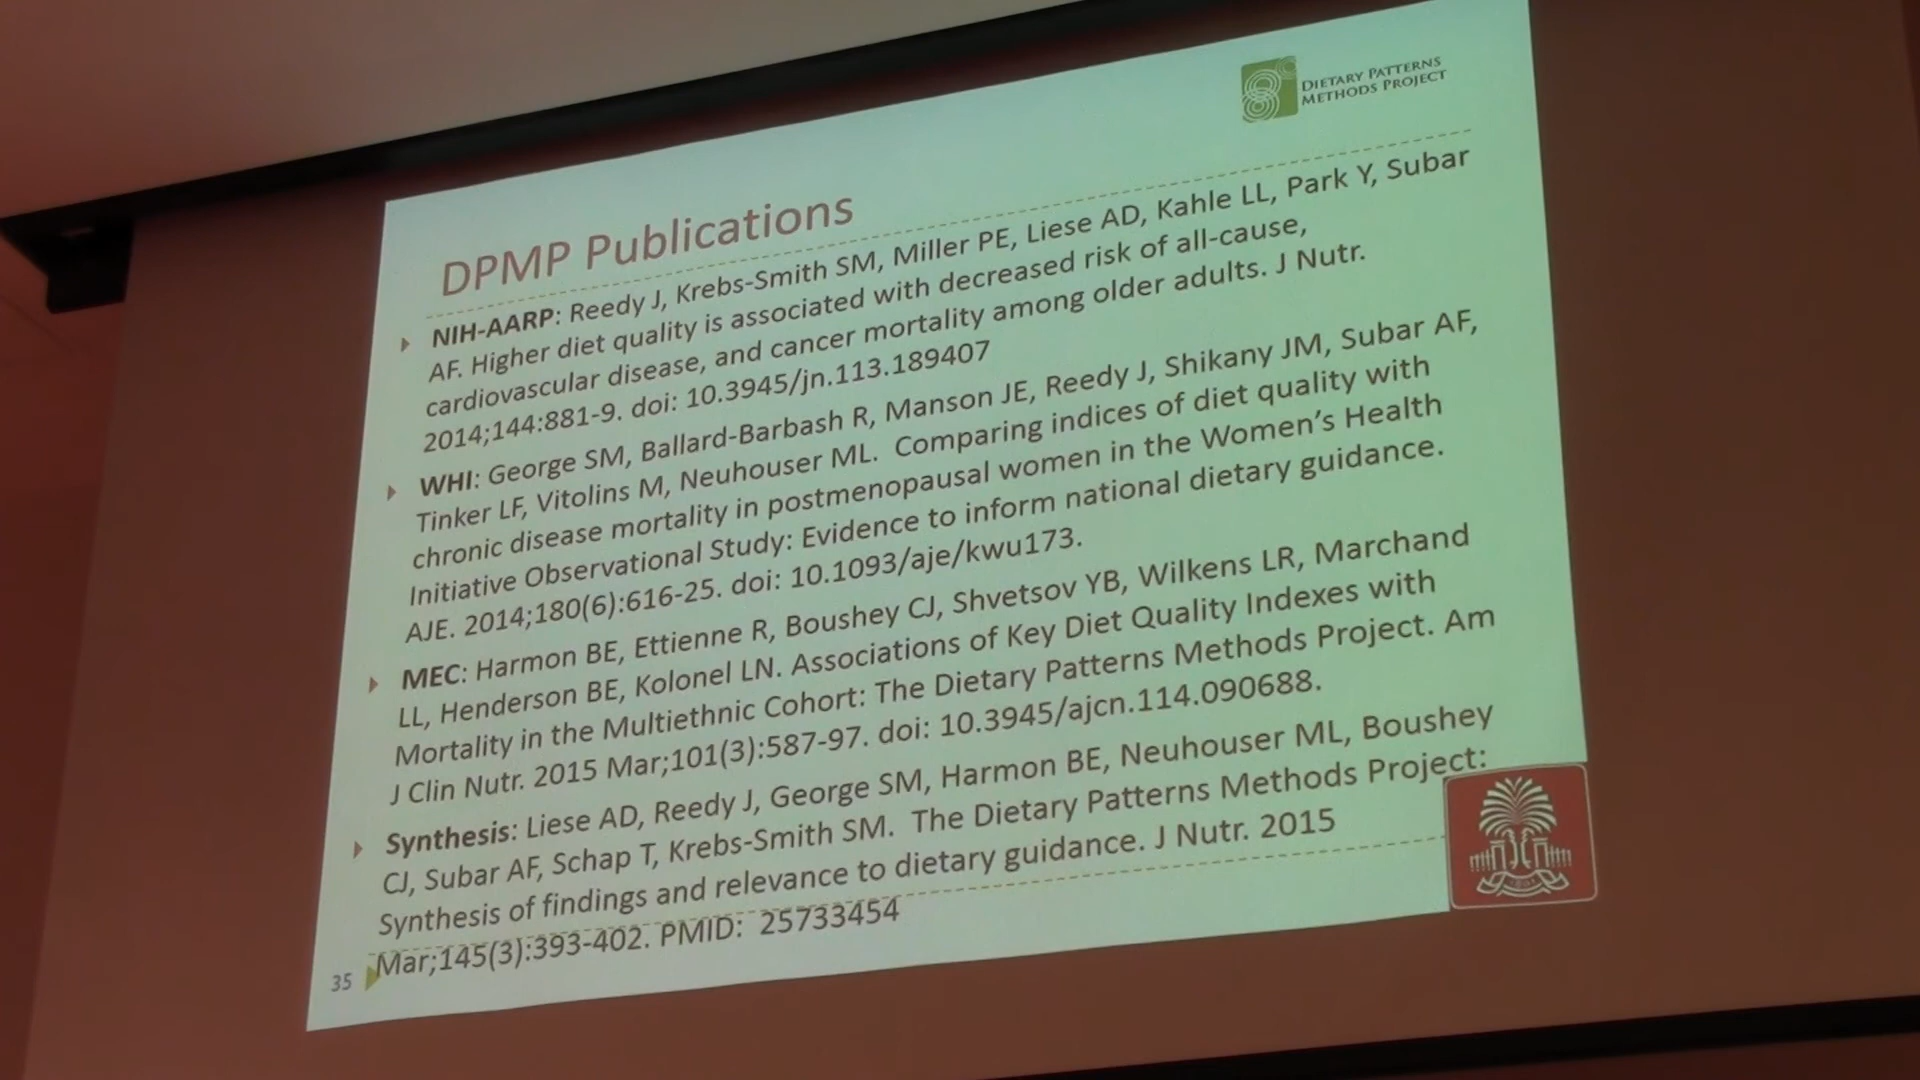 DIETARY PATTERNS
METHODS PROJECT
DPMP Publications
NIH-AARP: Reedy J, Krebs-Smith SM, Miller PE, Liese AD, Kahle LL, Park Y, Subar
AF. Higher diet quality is associated with decreased risk of all-cause,
cardiovascular disease, and cancer mortality among older adults. J Nutr.
2014;144:881-9. doi: 10.3945/jn.113.189407
WHI: George SM, Ballard-Barbash R, Manson JE, Reedy J, Shikany JM, Subar AF,
Tinker LF, Vitolins M, Neuhouser ML. Comparing indices of diet quality with
chronic disease mortality in postmenopausal women in the Women's Health
Initiative Observational Study: Evidence to inform national dietary guidance.
AJE. 2014;180(6):616-25. doi: 10.1093/aje/kwu173.
MEC: Harmon BE, Ettienne R, Boushey CJ, Shvetsov YB, Wilkens LR, Marchand
LL, Henderson BE, Kolonel LN. Associations of Key Diet Quality Indexes with
Mortality in the Multiethnic Cohort: The Dietary Patterns Methods Project. Am
J Clin Nutr. 2015 Mar;101(3):587-97. doi: 10.3945/ajcn.114.090688.
Synthesis: Liese AD, Reedy J, George SM, Harmon BE, Neuhouser ML, Boushey
CJ, Subar AF, Schap T, Krebs-Smith SM. The Dietary Patterns Methods Project:
Synthesis of findings and relevance to dietary guidance. J Nutr. 2015
Mar;145(3):393-402. PMID: 25733454
35